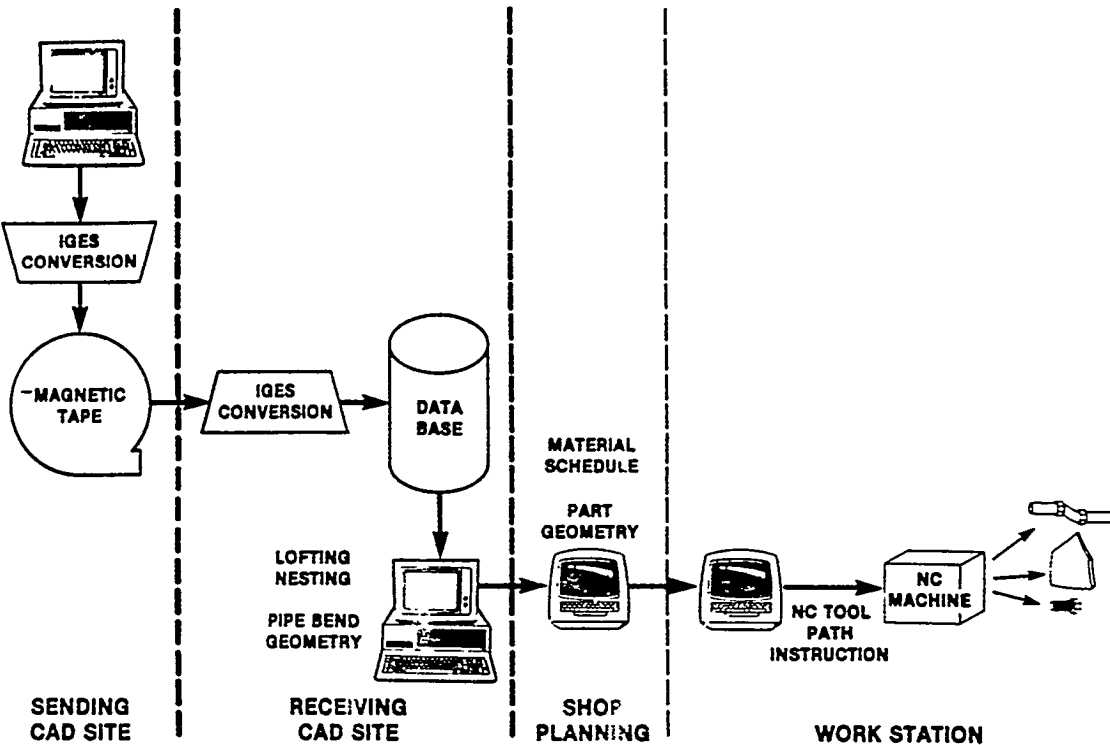 IGES
CONVERSION
MAGNETIC
TAPE
IGES
CONVERSION
DATA
BASE
LOFTING
NESTING
PIPE BEND
GEOMETRY
MATERIAL
SCHEDULE
PART
GEOMETRY
NC TOOL
PATH
INSTRUCTION
NC
MACHINE
SENDING
CAD SITE
RECEIVING
CAD SITE
SHOP
PLANNING
WORK STATION